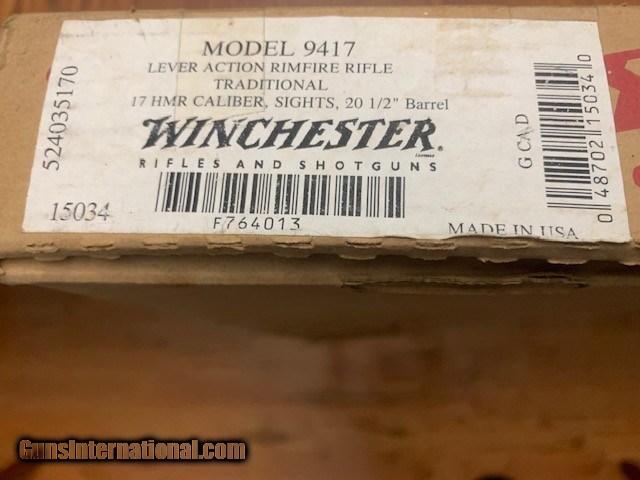 MODEL 9417
LEVER ACTION RIMFIRE RIFLE
TRADITIONAL
17 HMR CALIBER, SIGHTS, 20 1/2" Barrel
WINCHESTER
RIFLES AND SHOTGUNS
F764013
524035170
15034
G CA,D
0 48702 15034 0
MADE IN USA
GunsInternational.com